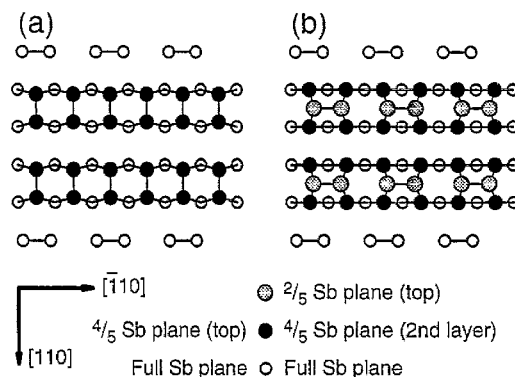 (a) (b)
[1̄10] ²/₅ Sb plane (top)
⁴/₅ Sb plane (top) ⁴/₅ Sb plane (2nd layer)
[110] Full Sb plane Full Sb plane